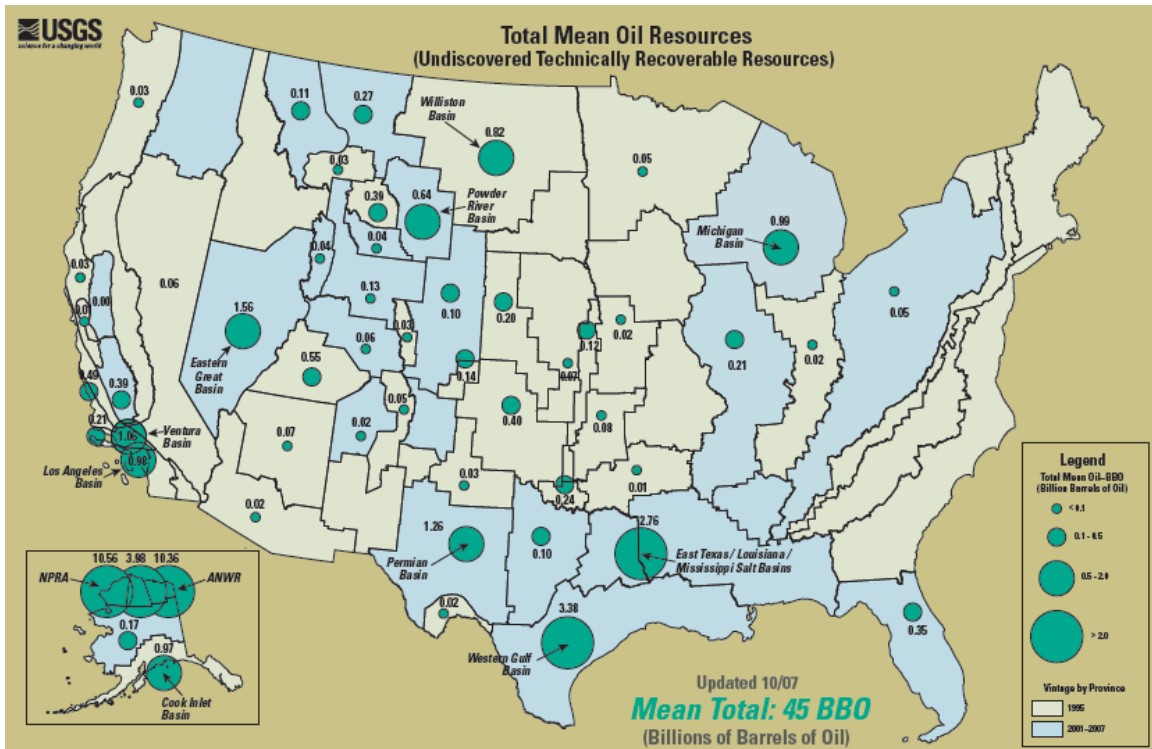 USGS
science for a changing world
Total Mean Oil Resources
(Undiscovered Technically Recoverable Resources)
0.03
0.11
0.27
Williston
Basin
0.82
0.05
0.03
0.39
0.64
Powder
River
Basin
0.99
Michigan
Basin
0.04
0.04
0.03
0.06
0.00
0.13
1.56
0.10
0.20
0.05
0.03
0.12
0.02
0.06
0.21
0.02
Eastern
Great
Basin
0.55
0.14
0.07
0.49
0.39
0.05
0.40
0.08
0.21
1.06
Ventura
Basin
0.02
0.07
Los Angeles
Basin
0.98
0.03
0.01
0.24
0.02
1.26
2.76
0.10
Permian
Basin
East Texas / Louisiana /
Mississippi Salt Basins
0.02
3.38
0.35
Western Gulf
Basin
10.56 3.98 10.36
NPRA
ANWR
0.17
0.97
Cook Inlet
Basin
Updated 10/07
Mean Total: 45 BBO
(Billions of Barrels of Oil)
Legend
Total Mean Oil–BBO
(Billion Barrels of Oil)
< 0.1
0.1 - 0.5
0.5 - 2.0
> 2.0
Vintage by Province
1995
2001–2007